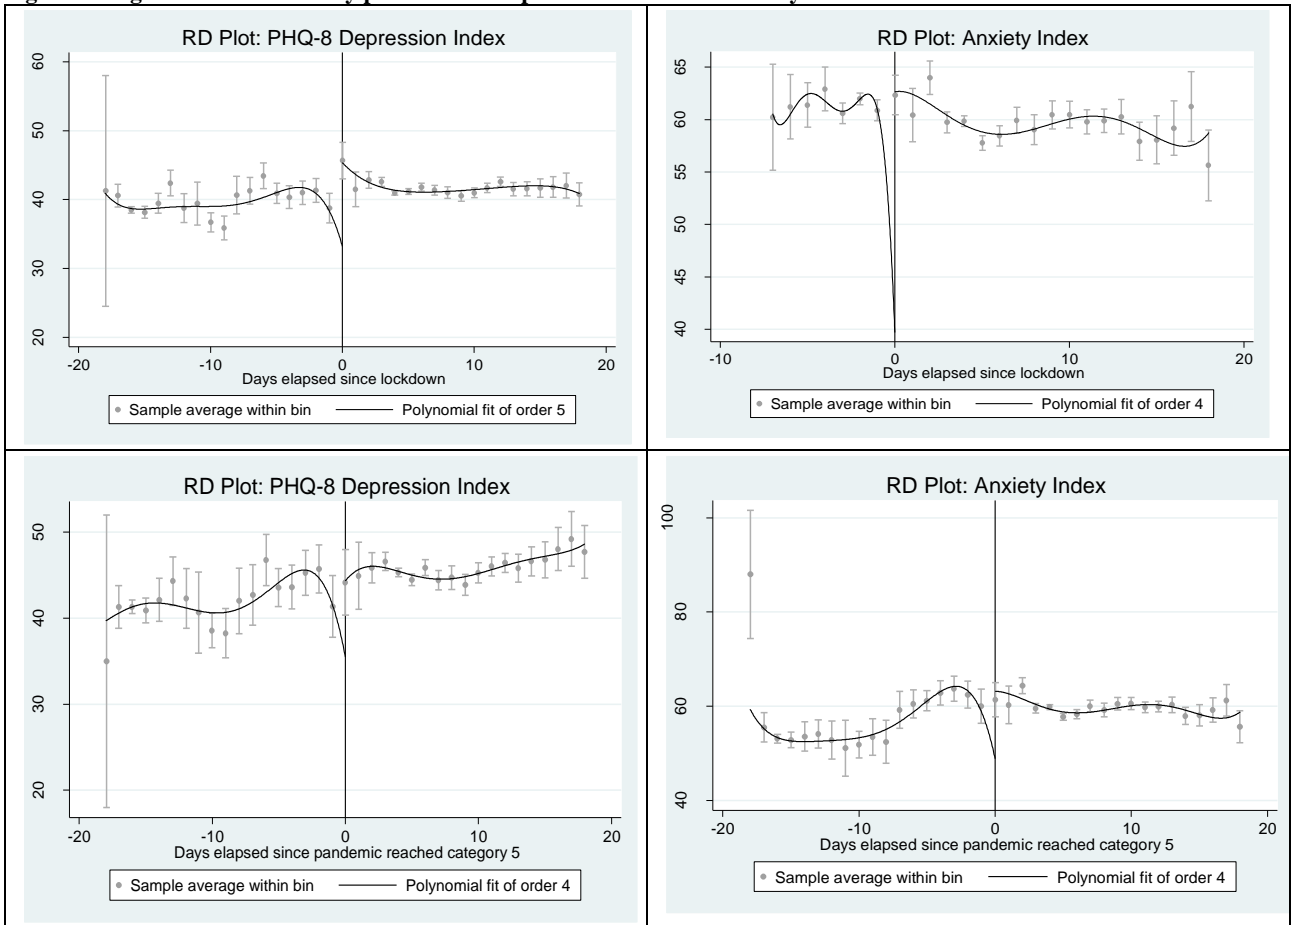 RD Plot: PHQ-8 Depression Index
60
50
40
30
20
-20 -10 0 10 20
Days elapsed since lockdown
Sample average within bin Polynomial fit of order 5
RD Plot: Anxiety Index
65
60
55
50
45
40
-10 0 10 20
Days elapsed since lockdown
Sample average within bin Polynomial fit of order 4
RD Plot: PHQ-8 Depression Index
50
40
30
20
-20 -10 0 10 20
Days elapsed since pandemic reached category 5
Sample average within bin Polynomial fit of order 4
RD Plot: Anxiety Index
100
80
60
40
-20 -10 0 10 20
Days elapsed since pandemic reached category 5
Sample average within bin Polynomial fit of order 4